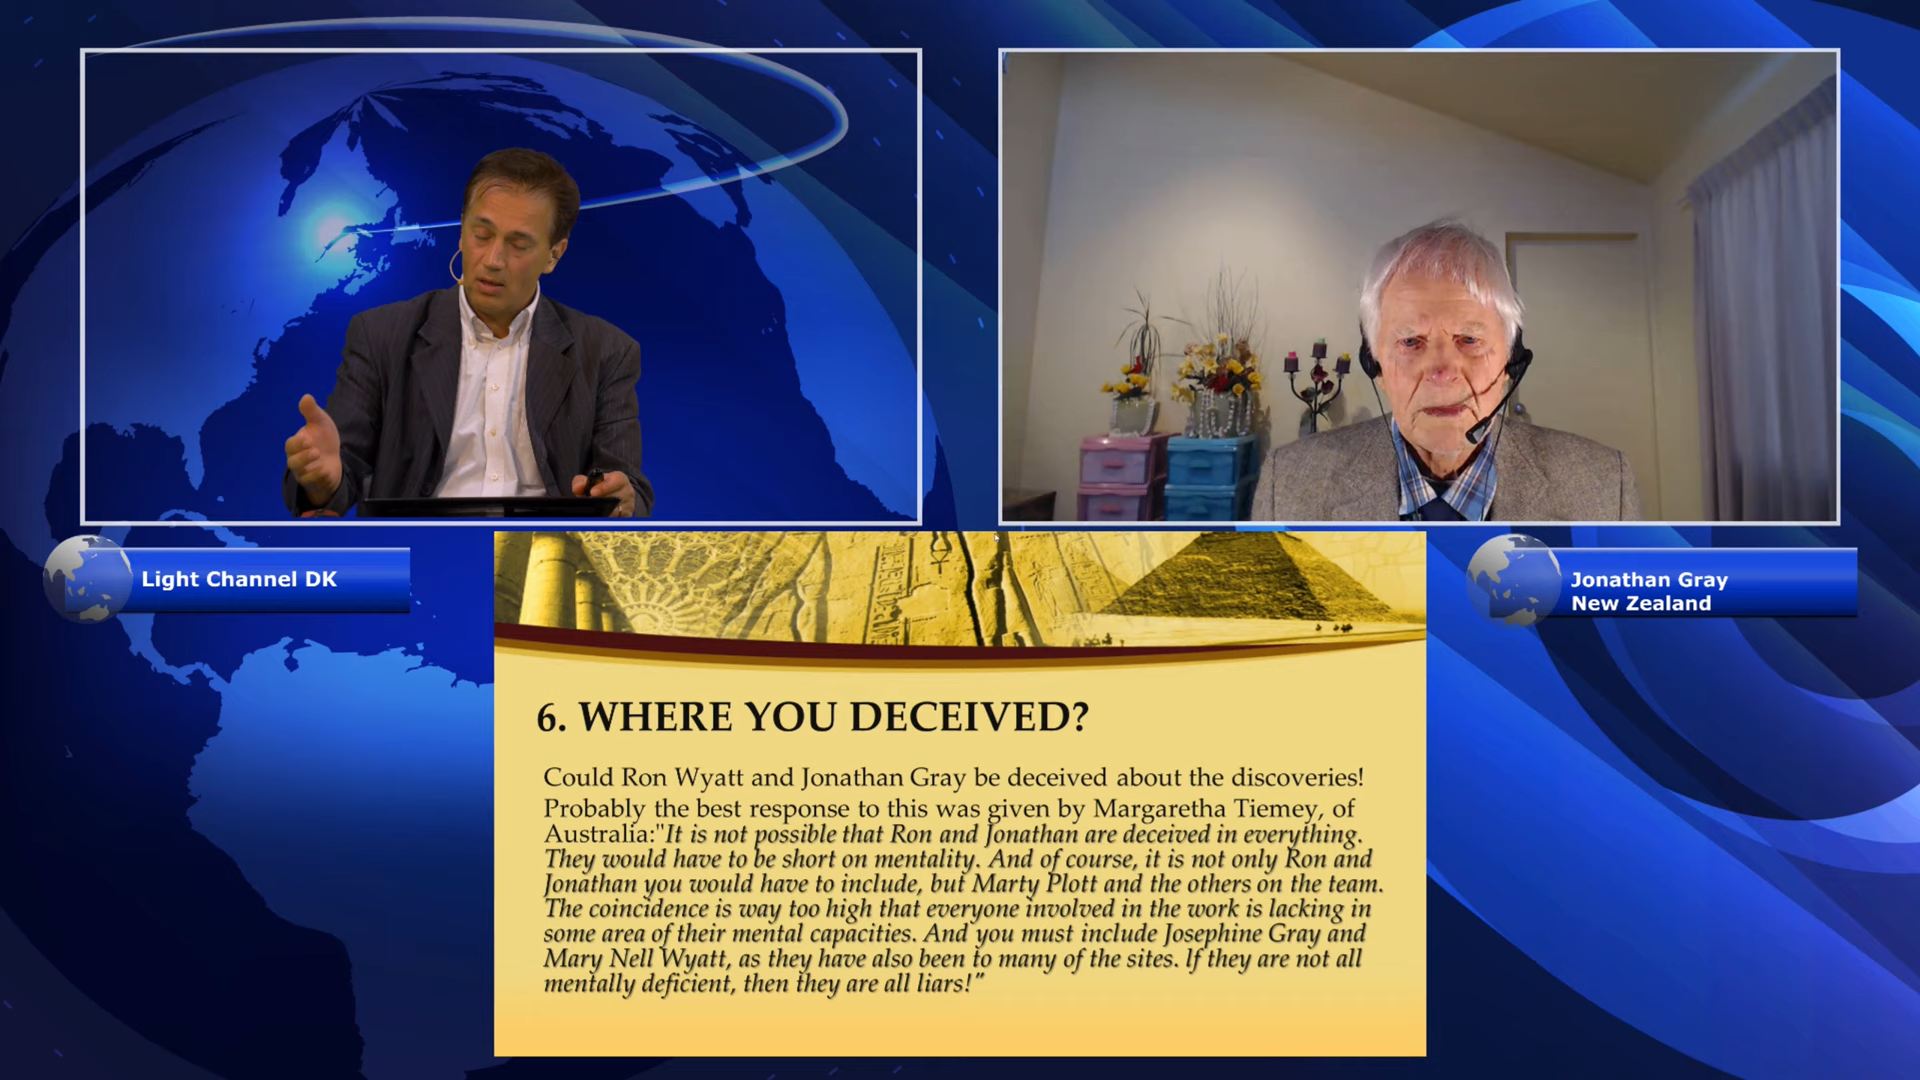 Light Channel DK
Jonathan Gray
New Zealand
6. WHERE YOU DECEIVED?
Could Ron Wyatt and Jonathan Gray be deceived about the discoveries!
Probably the best response to this was given by Margaretha Tiemey, of
Australia:"It is not possible that Ron and Jonathan are deceived in everything.
They would have to be short on mentality. And of course, it is not only Ron and
Jonathan you would have to include, but Marty Plott and the others on the team.
The coincidence is way too high that everyone involved in the work is lacking in
some area of their mental capacities. And you must include Josephine Gray and
Mary Nell Wyatt, as they have also been to many of the sites. If they are not all
mentally deficient, then they are all liars!"